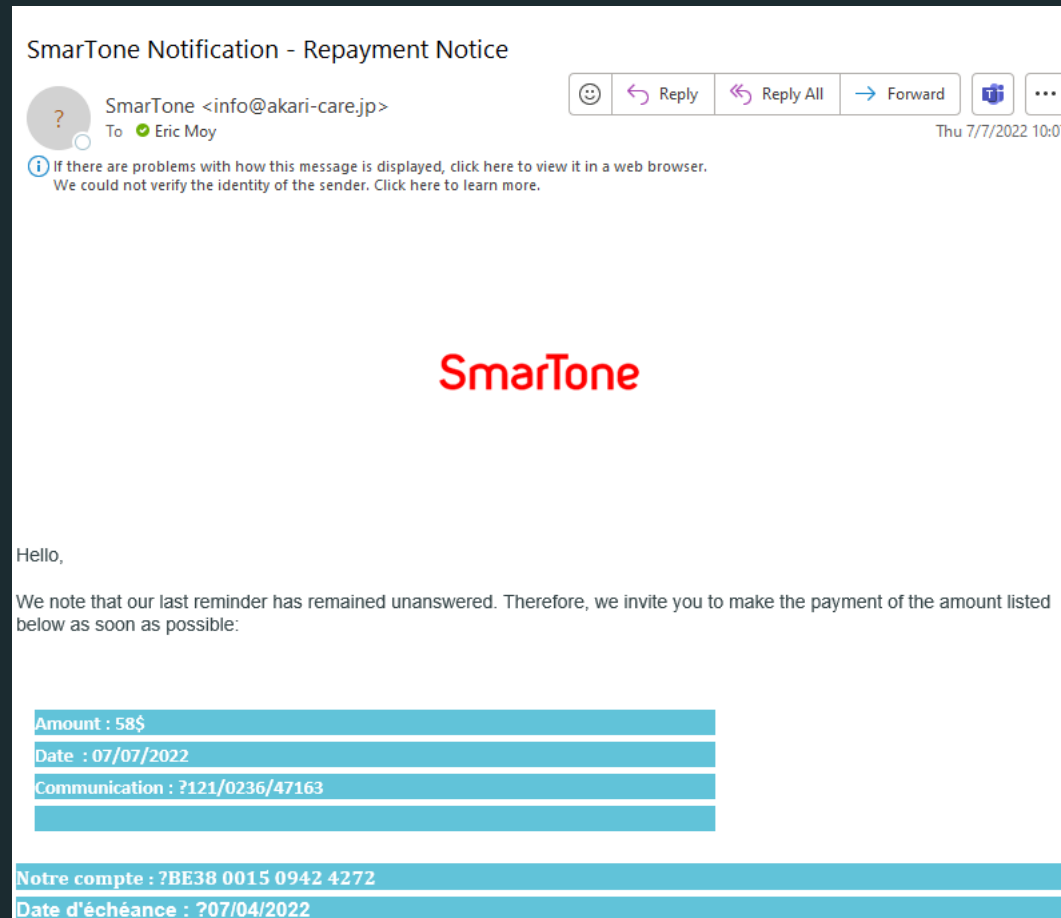 SmarTone Notification - Repayment Notice
?
SmarTone <info@akari-care.jp>
To Eric Moy
Reply
Reply All
Forward
Thu 7/7/2022 10:0
If there are problems with how this message is displayed, click here to view it in a web browser.
We could not verify the identity of the sender. Click here to learn more.
SmarTone
Hello,
We note that our last reminder has remained unanswered. Therefore, we invite you to make the payment of the amount listed
below as soon as possible:
Amount : 58$
Date : 07/07/2022
Communication : ?121/0236/47163
Notre compte : ?BE38 0015 0942 4272
Date d'échéance : ?07/04/2022